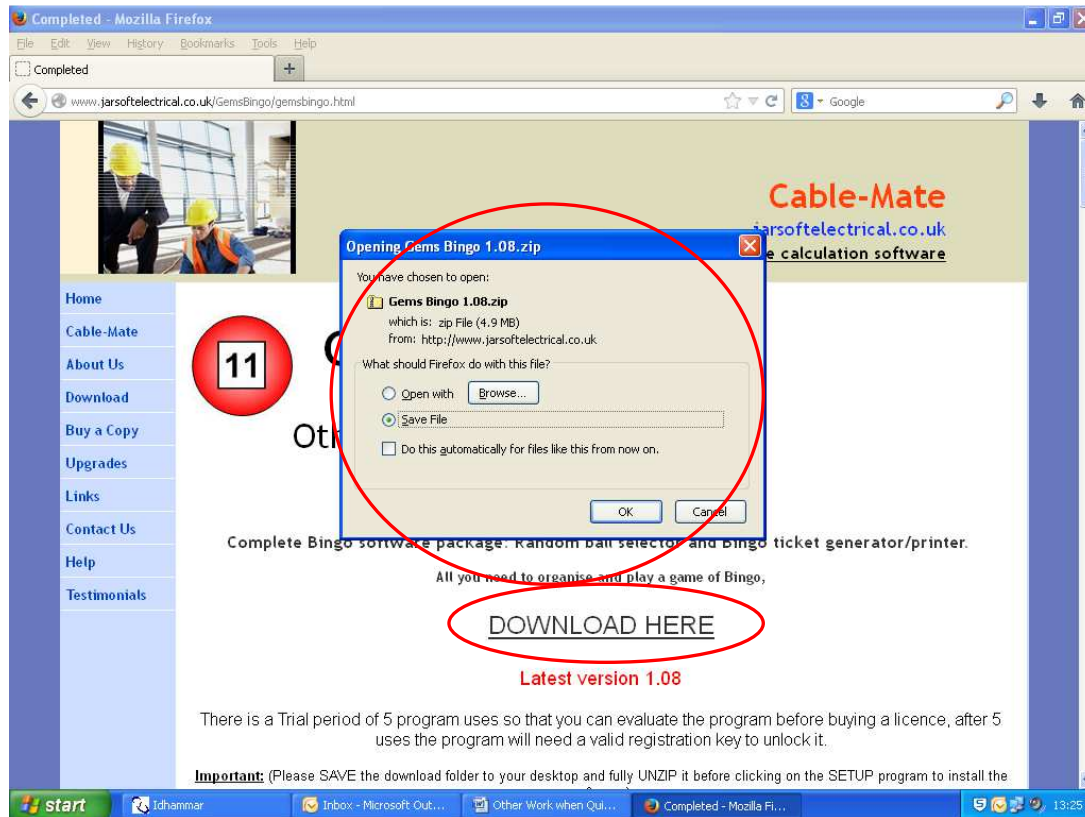 Completed - Mozilla Firefox
File Edit View History Bookmarks Tools Help
Completed
www.jarsoftelectrical.co.uk/GemsBingo/gemsbingo.html
Google
Cable-Mate
jarsoftelectrical.co.uk
calculation software
Opening Gems Bingo 1.08.zip
You have chosen to open:
Gems Bingo 1.08.zip
which is: zip File (4.9 MB)
from: http://www.jarsoftelectrical.co.uk
What should Firefox do with this file?
Open with Browse...
Save File
Do this automatically for files like this from now on.
OK Cancel
Home
Cable-Mate
About Us
Download
Buy a Copy
Upgrades
Links
Contact Us
Help
Testimonials
11
Complete Bingo software package. Random ball selector and Bingo ticket generator/printer.
All you need to organise and play a game of Bingo,
DOWNLOAD HERE
Latest version 1.08
There is a Trial period of 5 program uses so that you can evaluate the program before buying a licence, after 5
uses the program will need a valid registration key to unlock it.
Important: (Please SAVE the download folder to your desktop and fully UNZIP it before clicking on the SETUP program to install the
start Idhammar Inbox - Microsoft Out... Other Work when Qui... Completed - Mozilla Fi... 13:25